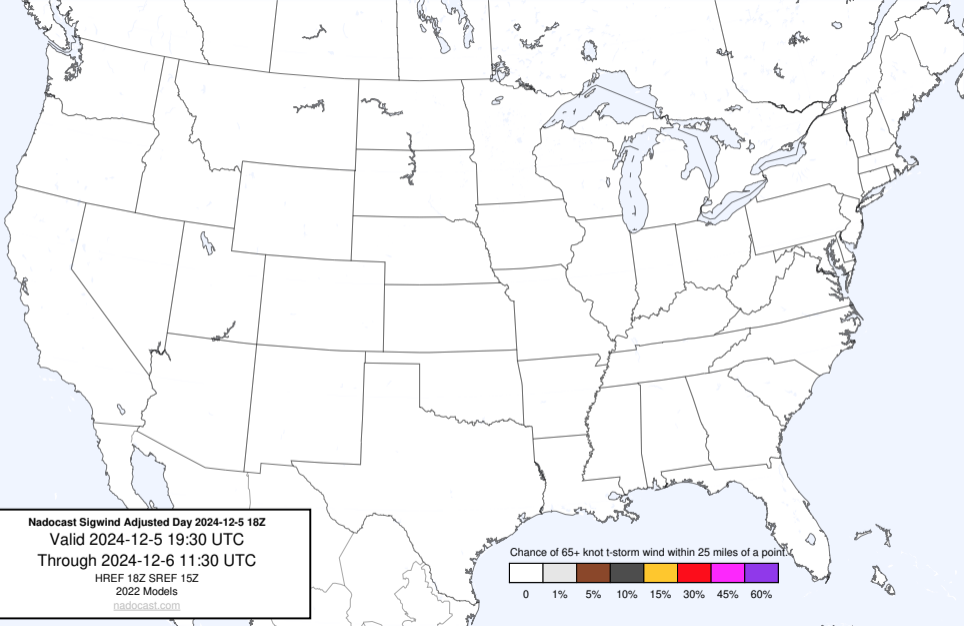 Nadocast Sigwind Adjusted Day 2024-12-5 18Z
Valid 2024-12-5 19:30 UTC
Through 2024-12-6 11:30 UTC
HREF 18Z SREF 15Z
2022 Models
nadocast.com
Chance of 65+ knot t-storm wind within 25 miles of a point.
0 1% 5% 10% 15% 30% 45% 60%